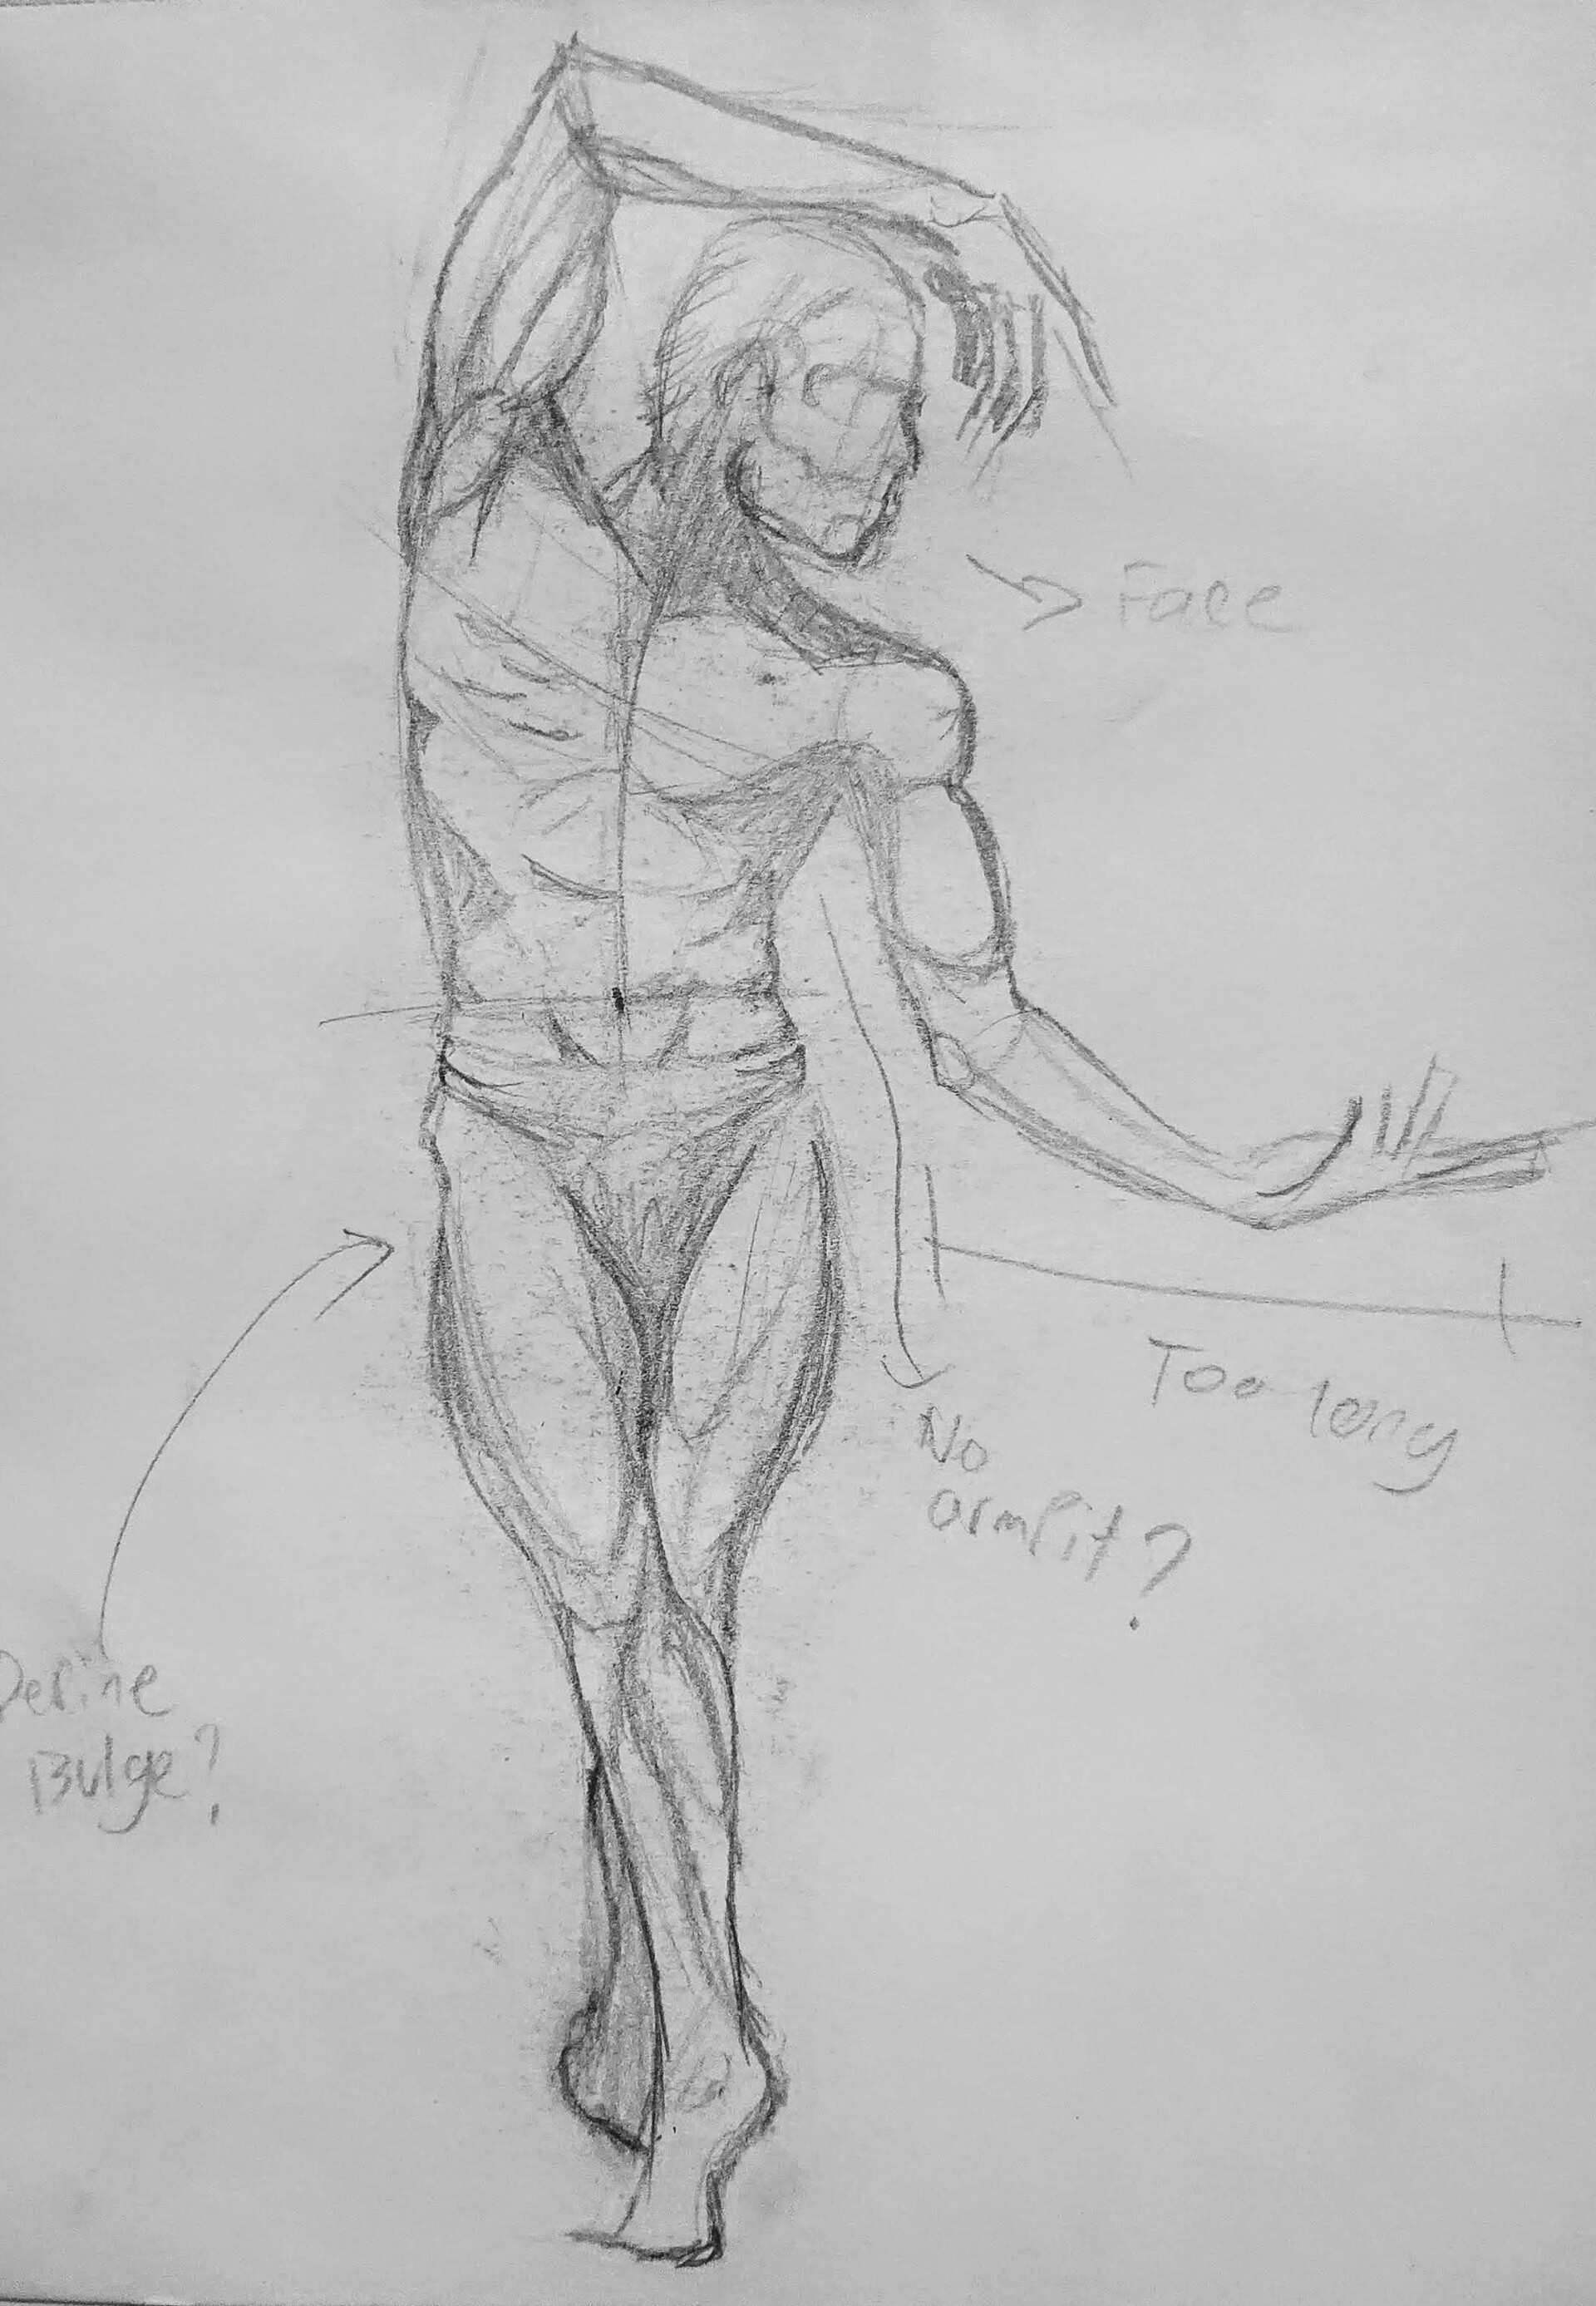 Face
Too long
No
armpit?
Define
Bulge?